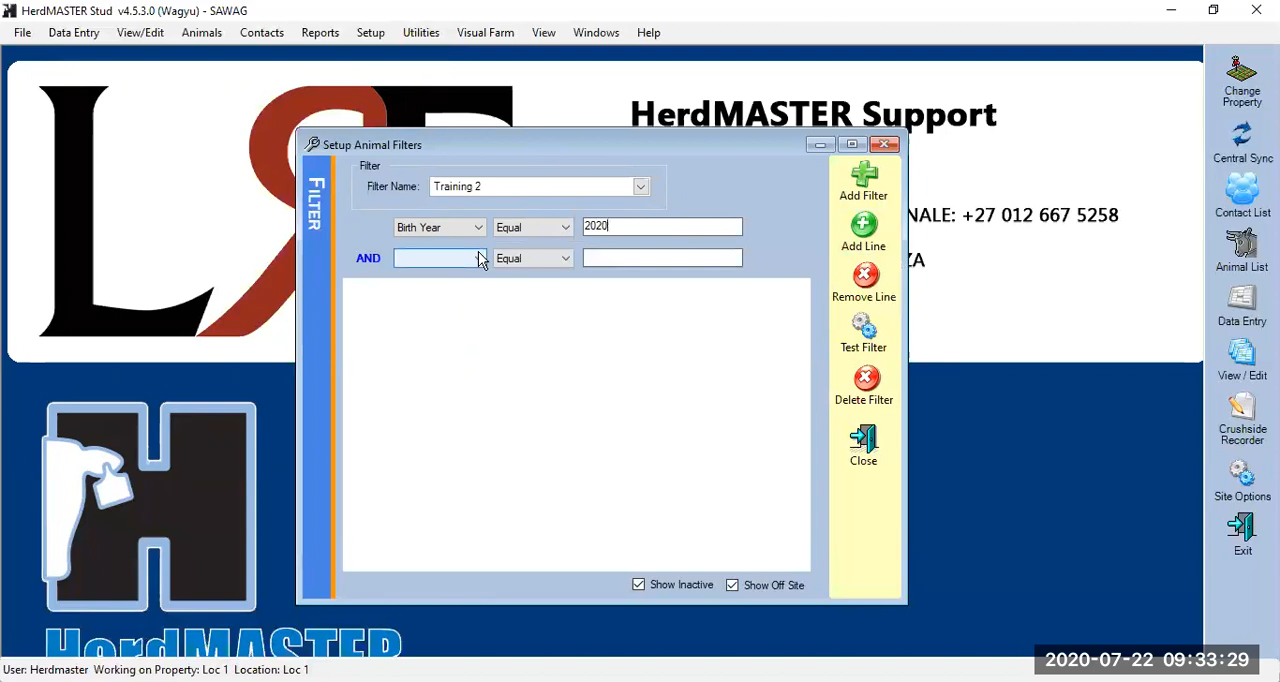 HerdMASTER Stud v4.5.3.0 (Wagyu) - SAWAG
File Data Entry View/Edit Animals Contacts Reports Setup Utilities Visual Farm View Windows Help
HerdMASTER Support
NALE: +27 012 667 5258
ZA
Setup Animal Filters
FILTER
Filter
Filter Name: Training 2
Birth Year Equal 2020
AND Equal
Add Filter
Add Line
Remove Line
Test Filter
Delete Filter
Close
Show Inactive Show Off Site
Change
Property
Central Sync
Contact List
Animal List
Data Entry
View / Edit
Crushside
Recorder
Site Options
Exit
HerdMASTER
User: Herdmaster Working on Property: Loc 1 Location: Loc 1
2020-07-22 09:33:29